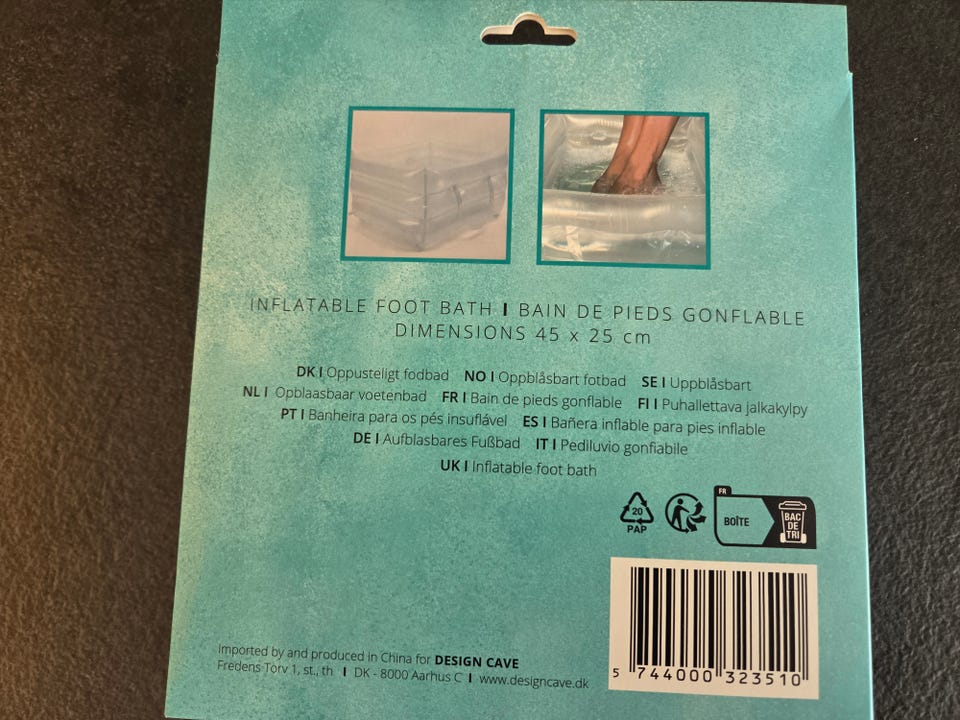 INFLATABLE FOOT BATH I BAIN DE PIEDS GONFLABLE
DIMENSIONS 45 x 25 cm
DK I Oppusteligt fodbad NO I Oppblåsbart fotbad SE I Uppblåsbart
NL I Opblaasbaar voetenbad FR I Bain de pieds gonflable FI I Puhallettava jalkakylpy
PT I Banheira para os pés insuflável ES I Bañera inflable para pies inflable
DE I Aufblasbares Fußbad IT I Pediluvio gonfiabile
UK I Inflatable foot bath
20
PAP
FR
BOÎTE
BAC
DE
TRI
Imported by and produced in China for DESIGN CAVE
Fredens Torv 1, st., th I DK - 8000 Aarhus C I www.designcave.dk
5 744000 323510